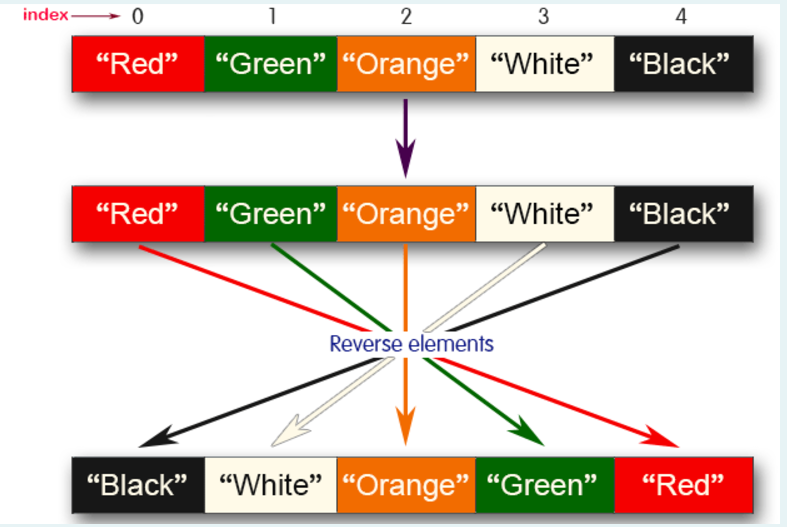 index 0 1 2 3 4
“Red” “Green” “Orange” “White” “Black”
“Red” “Green” “Orange” “White” “Black”
Reverse elements
“Black” “White” “Orange” “Green” “Red”